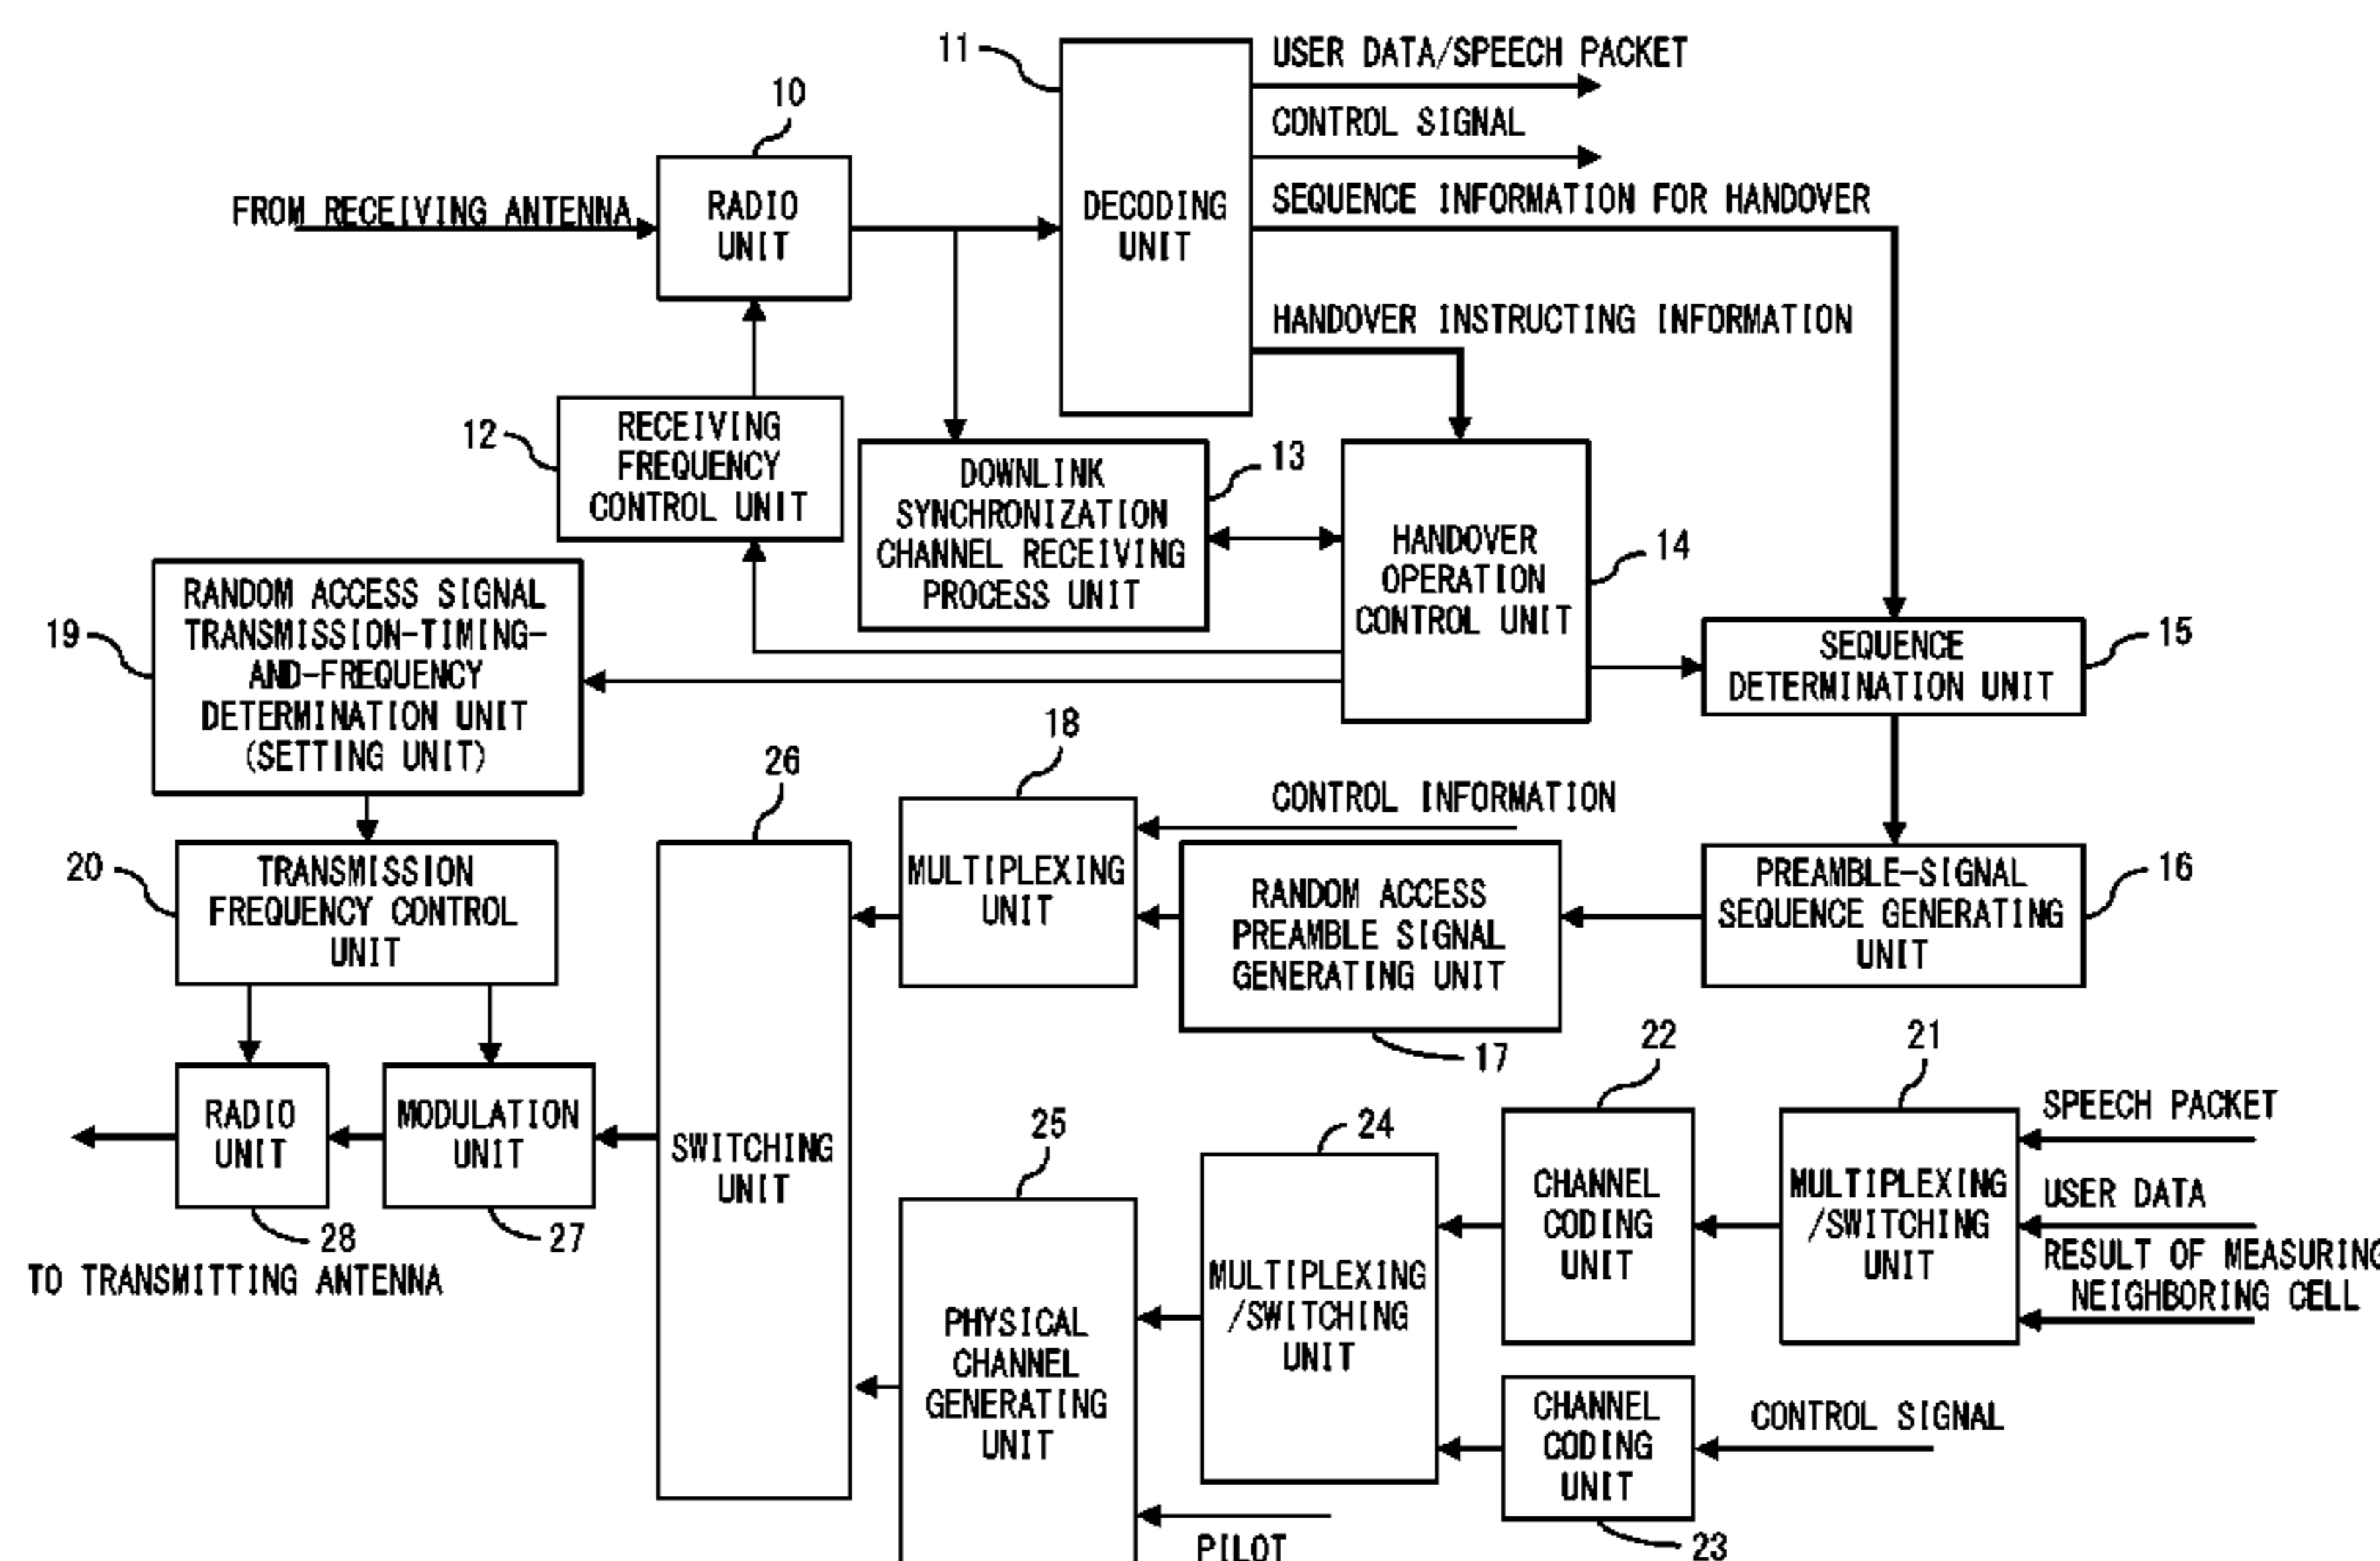 11
USER DATA/SPEECH PACKET
10
CONTROL SIGNAL
FROM RECEIVING ANTENNA
RADIO
UNIT
DECODING
UNIT
SEQUENCE INFORMATION FOR HANDOVER
HANDOVER INSTRUCTING INFORMATION
12
RECEIVING
FREQUENCY
CONTROL UNIT
DOWNLINK
SYNCHRONIZATION
CHANNEL RECEIVING
PROCESS UNIT
13
HANDOVER
OPERATION
CONTROL UNIT
14
19
RANDOM ACCESS SIGNAL
TRANSMISSION-TIMING-
AND-FREQUENCY
DETERMINATION UNIT
(SETTING UNIT)
SEQUENCE
DETERMINATION UNIT
15
26
18
CONTROL INFORMATION
20
TRANSMISSION
FREQUENCY CONTROL
UNIT
MULTIPLEXING
UNIT
RANDOM ACCESS
PREAMBLE SIGNAL
GENERATING UNIT
17
PREAMBLE-SIGNAL
SEQUENCE GENERATING
UNIT
16
RADIO
UNIT
28
MODULATION
UNIT
27
TO TRANSMITTING ANTENNA
SWITCHING
UNIT
25
PHYSICAL
CHANNEL
GENERATING
UNIT
24
MULTIPLEXING
/SWITCHING
UNIT
22
CHANNEL
CODING
UNIT
21
MULTIPLEXING
/SWITCHING
UNIT
SPEECH PACKET
USER DATA
RESULT OF MEASURING
NEIGHBORING CELL
CHANNEL
CODING
UNIT
23
CONTROL SIGNAL
PILOT